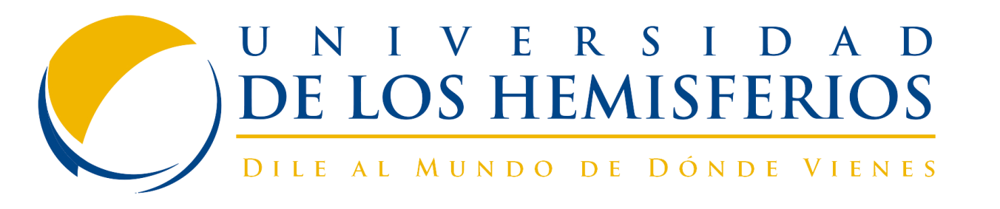 UNIVERSIDAD
DE LOS HEMISFERIOS
DILE AL MUNDO DE DÓNDE VIENES